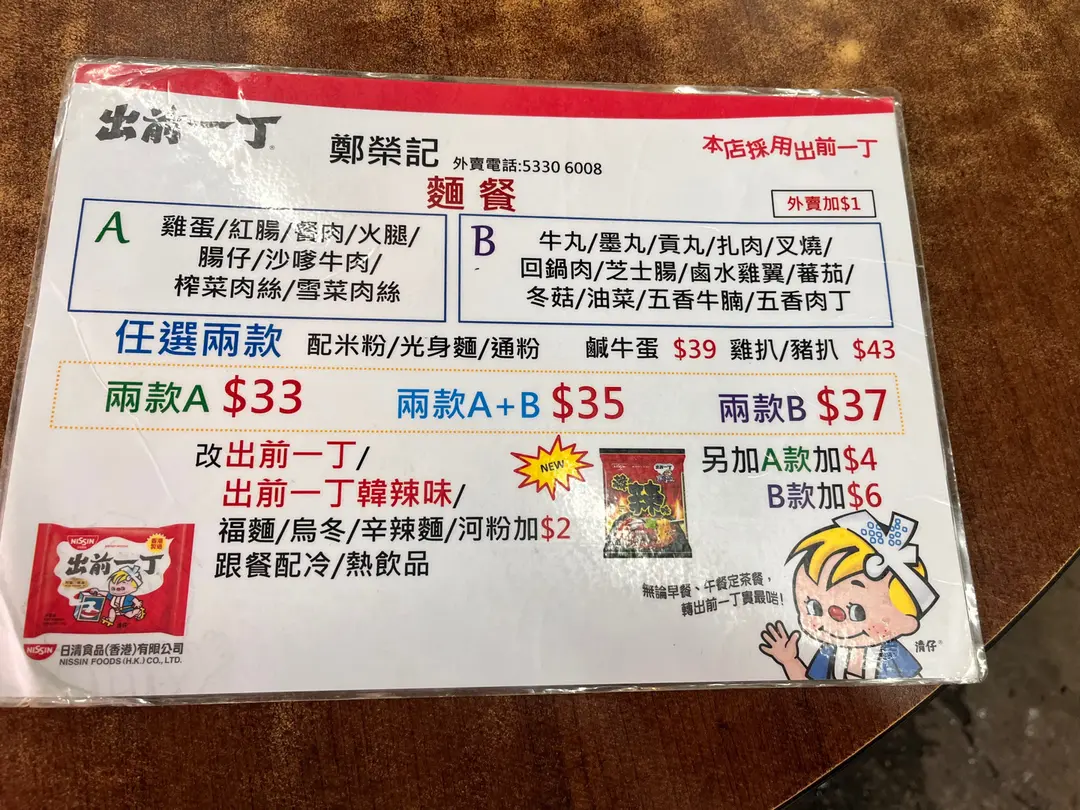 出前一丁
鄭榮記 外賣電話:5330 6008
本店採用出前一丁
麵餐
外賣加$1
A 雞蛋/紅腸/餐肉/火腿/
腸仔/沙嗲牛肉/
榨菜肉絲/雪菜肉絲
B 牛丸/墨丸/貢丸/扎肉/叉燒/
回鍋肉/芝士腸/鹵水雞翼/蕃茄/
冬菇/油菜/五香牛腩/五香肉丁
任選兩款 配米粉/光身麵/通粉 鹹牛蛋 $39 雞扒/豬扒 $43
兩款A $33 兩款A+B $35 兩款B $37
改出前一丁/
出前一丁韓辣味/
福麵/烏冬/辛辣麵/河粉加$2
跟餐配冷/熱飲品
NEW
另加A款加$4
B款加$6
無論早餐、午餐定茶餐,
轉出前一丁實最啱!
清仔
NISSIN
出前一丁
NISSIN 日清食品(香港)有限公司
NISSIN FOODS (H.K.) CO., LTD.